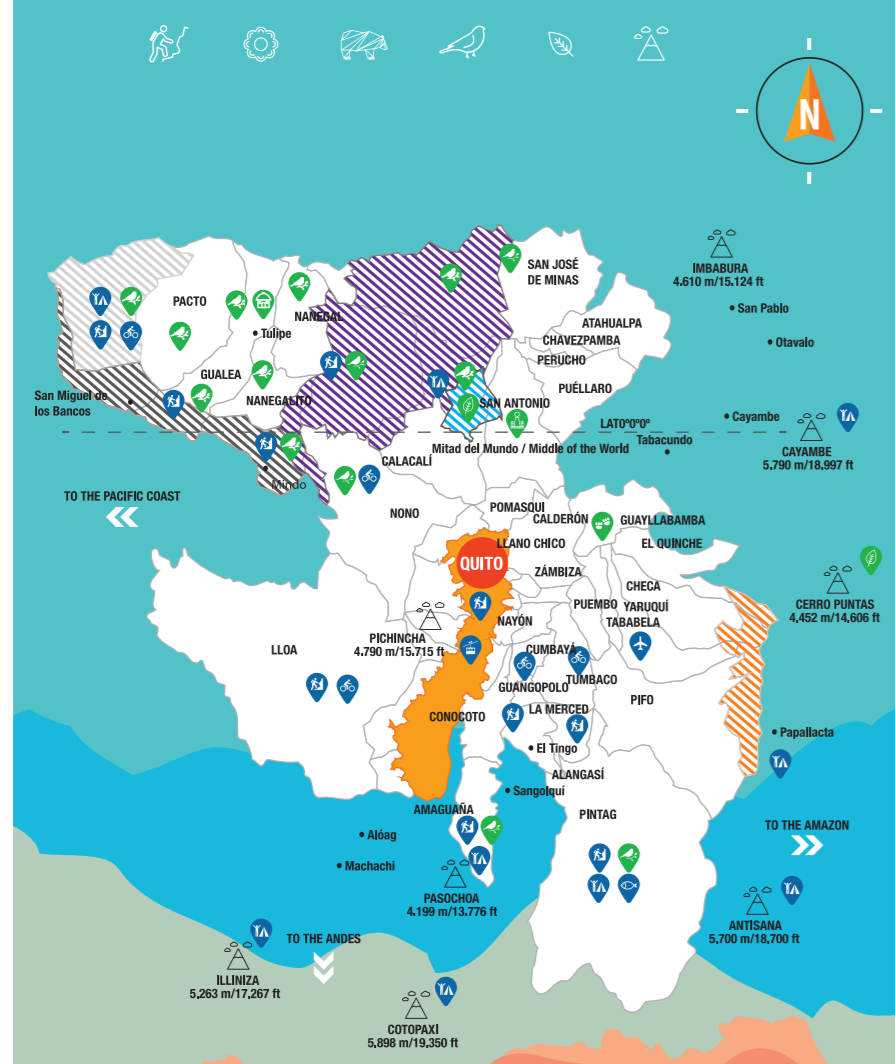 N
IMBABURA
4.610 m/15.124 ft
SAN JOSÉ
DE MINAS
• San Pablo
PACTO
NANEGAL
ATAHUALPA
• Tulipe
CHÁVEZPAMBA
• Otavalo
PERUCHO
GUALEA
PUÉLLARO
San Miguel de
los Bancos
NANEGALITO
SAN ANTONIO
• Cayambe
LATº0º0º
Mitad del Mundo / Middle of the World
Tabacundo
CAYAMBE
5.790 m/18.997 ft
CALACALÍ
Mindo
TO THE PACIFIC COAST
NONO
POMASQUI
CALDERÓN
GUAYLLABAMBA
LLANO CHICO
EL QUINCHE
QUITO
ZÁMBIZA
CHECA
PUEMBO
YARUQUÍ
CERRO PUNTAS
4,452 m/14,606 ft
NAYÓN
TABABELA
PICHINCHA
4.790 m/15.715 ft
LLOA
CUMBAYÁ
TUMBACO
GUANGOPOLO
PIFO
CONOCOTO
LA MERCED
• El Tingo
• Papallacta
ALANGASÍ
• Sangolquí
AMAGUAÑA
PINTAG
TO THE AMAZON
• Alóag
• Machachi
PASOCHOA
4.199 m/13.776 ft
ANTISANA
5,700 m/18,700 ft
TO THE ANDES
ILLINIZA
5,263 m/17,267 ft
COTOPAXI
5,898 m/19,350 ft